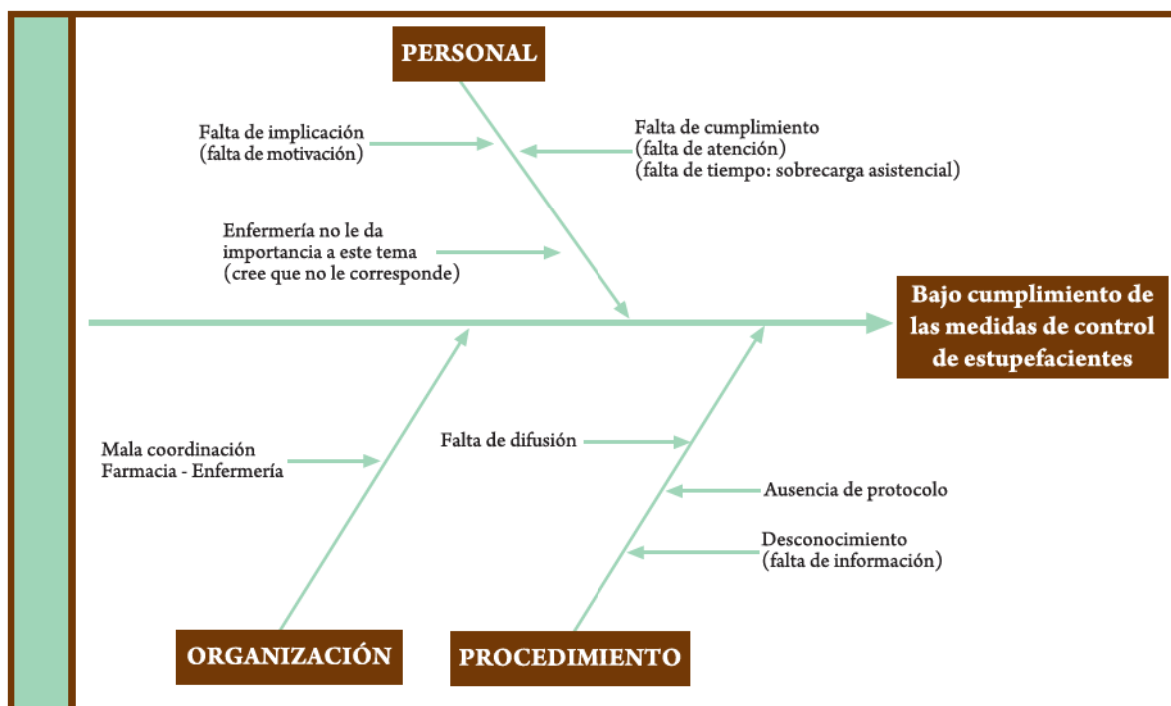 PERSONAL
Falta de implicación
(falta de motivación)
Falta de cumplimiento
(falta de atención)
(falta de tiempo: sobrecarga asistencial)
Enfermería no le da
importancia a este tema
(cree que no le corresponde)
Bajo cumplimiento de
las medidas de control
de estupefacientes
Mala coordinación
Farmacia - Enfermería
Falta de difusión
Ausencia de protocolo
Desconocimiento
(falta de información)
ORGANIZACIÓN
PROCEDIMIENTO